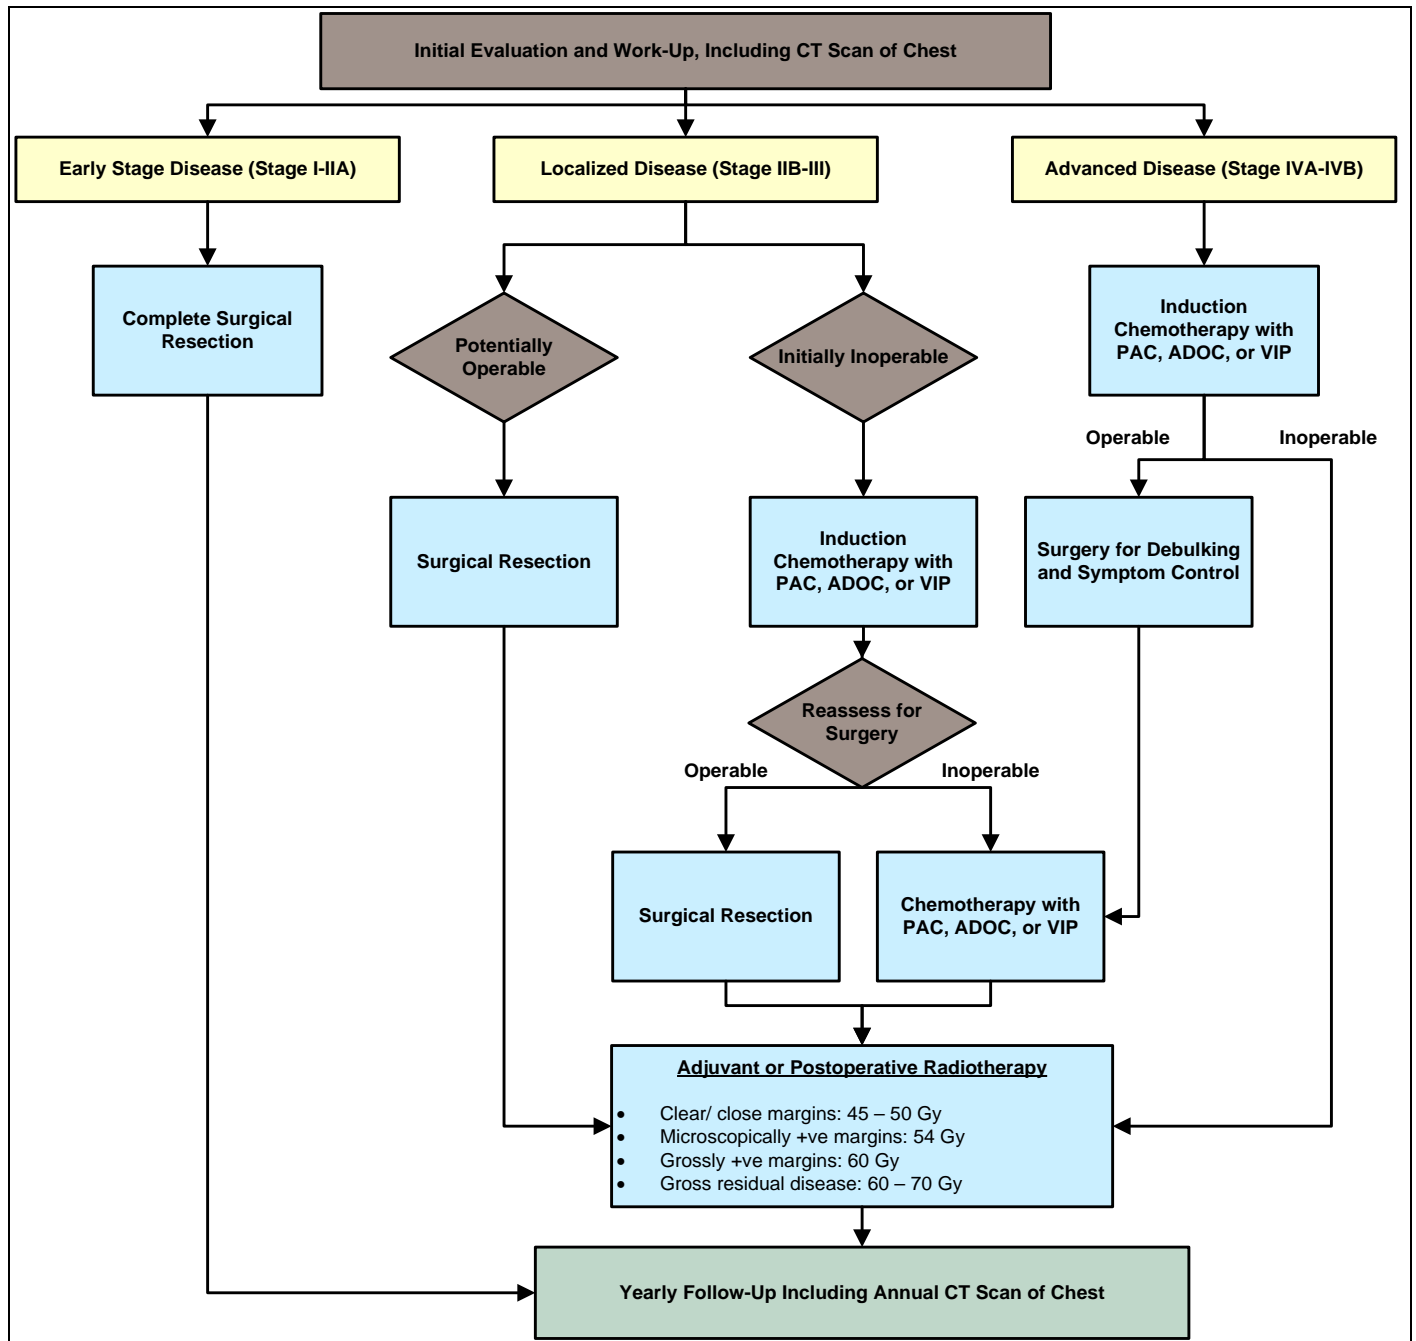 Initial Evaluation and Work-Up, Including CT Scan of Chest
Early Stage Disease (Stage I-IIA)
Localized Disease (Stage IIB-III)
Advanced Disease (Stage IVA-IVB)
Complete Surgical
Resection
Potentially
Operable
Initially Inoperable
Induction
Chemotherapy with
PAC, ADOC, or VIP
Operable
Inoperable
Surgical Resection
Induction
Chemotherapy with
PAC, ADOC, or VIP
Surgery for Debulking
and Symptom Control
Reassess for
Surgery
Operable
Inoperable
Surgical Resection
Chemotherapy with
PAC, ADOC, or VIP
Adjuvant or Postoperative Radiotherapy
• Clear/ close margins: 45 – 50 Gy
• Microscopically +ve margins: 54 Gy
• Grossly +ve margins: 60 Gy
• Gross residual disease: 60 – 70 Gy
Yearly Follow-Up Including Annual CT Scan of Chest